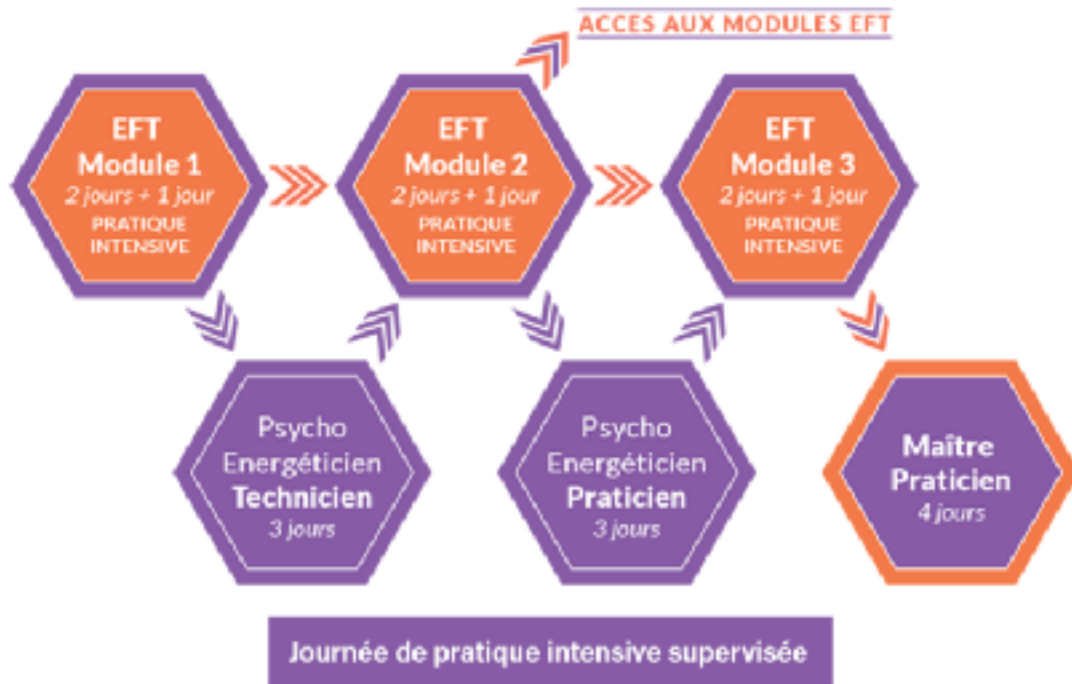 ACCES AUX MODULES EFT
EFT
Module 1
2 jours + 1 jour
PRATIQUE
INTENSIVE
EFT
Module 2
2 jours + 1 jour
PRATIQUE
INTENSIVE
EFT
Module 3
2 jours + 1 jour
PRATIQUE
INTENSIVE
Psycho
Energéticien
Technicien
3 jours
Psycho
Energéticien
Praticien
3 jours
Maître
Praticien
4 jours
Journée de pratique intensive supervisée